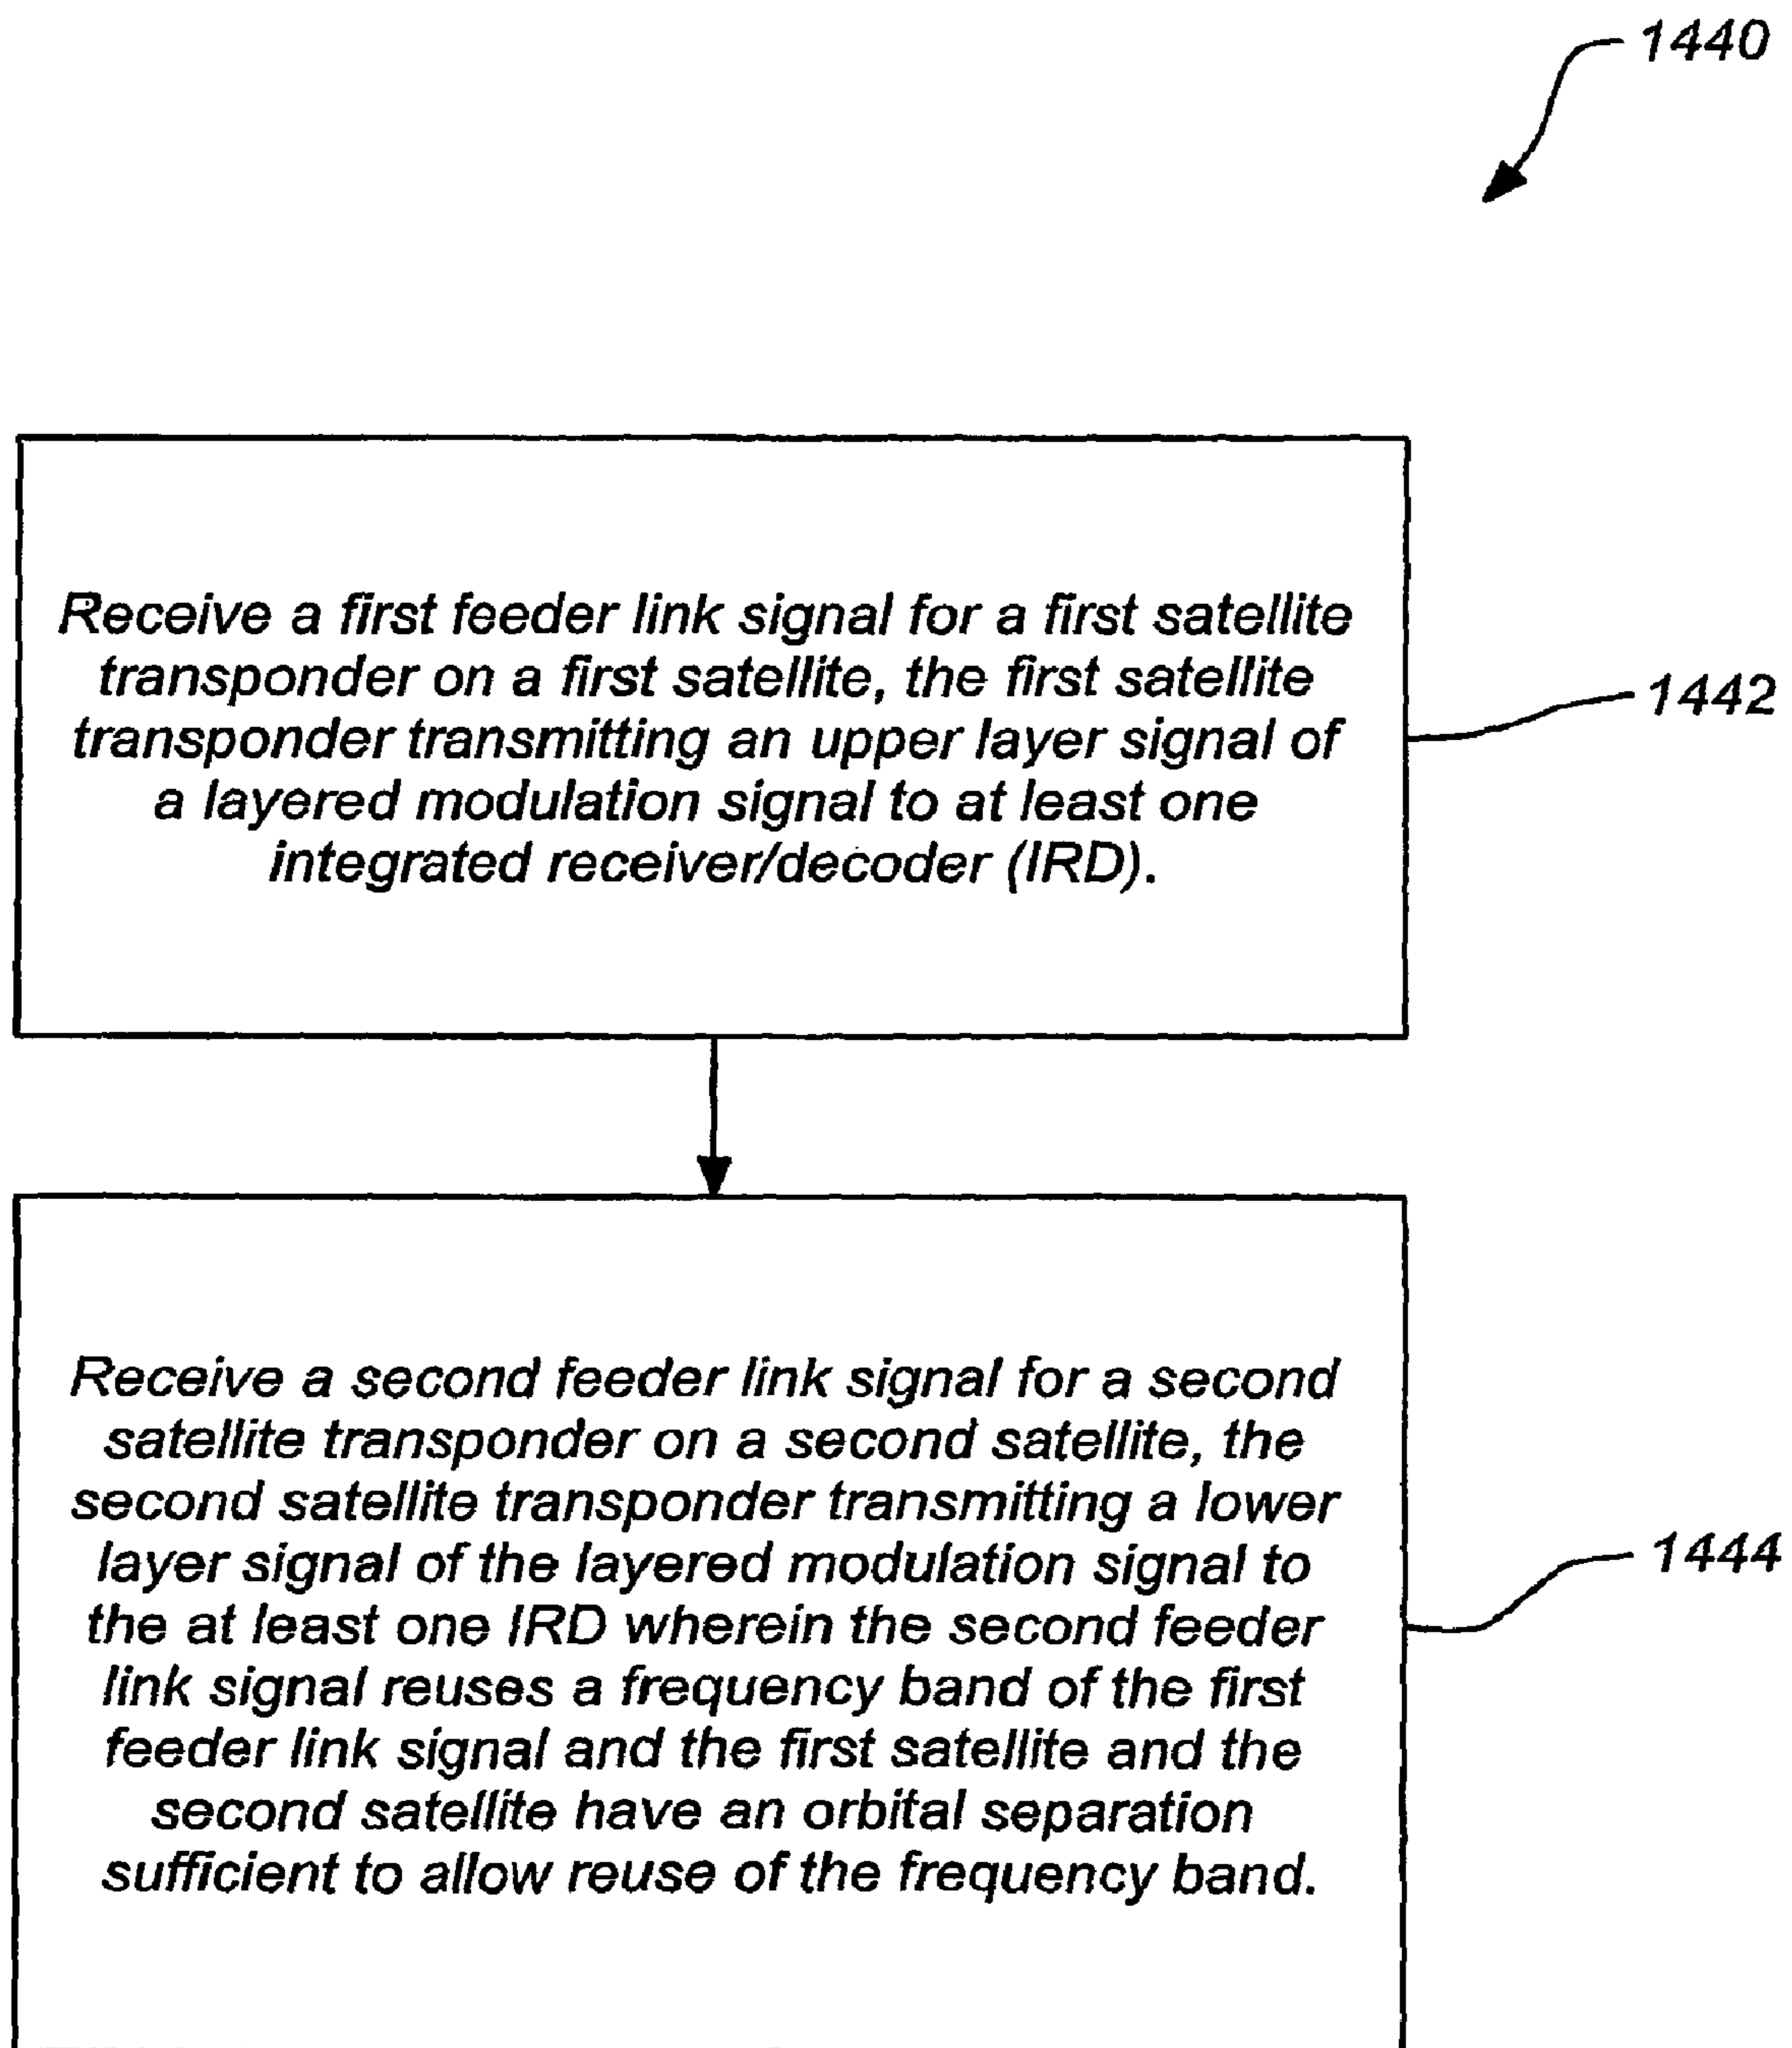 1440
Receive a first feeder link signal for a first satellite
transponder on a first satellite, the first satellite
transponder transmitting an upper layer signal of
a layered modulation signal to at least one
integrated receiver/decoder (IRD).
1442
Receive a second feeder link signal for a second
satellite transponder on a second satellite, the
second satellite transponder transmitting a lower
layer signal of the layered modulation signal to
the at least one IRD wherein the second feeder
link signal reuses a frequency band of the first
feeder link signal and the first satellite and the
second satellite have an orbital separation
sufficient to allow reuse of the frequency band.
1444